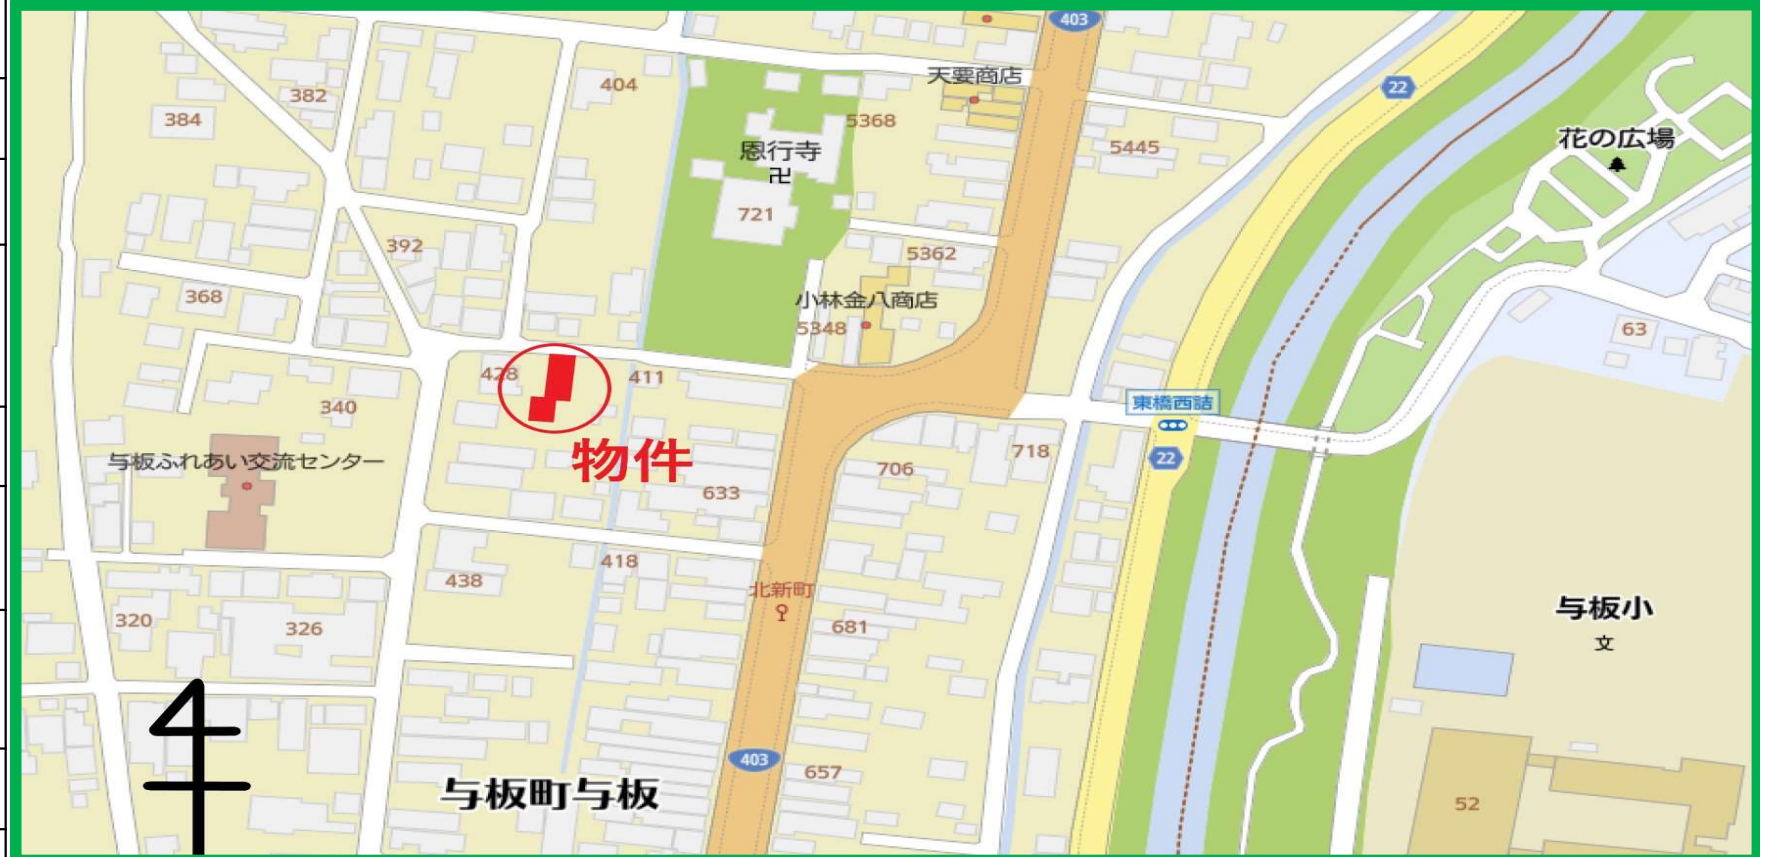 403
天要商店
22
404
382
384
5368
恩行寺
卍
5445
花の広場
721
392
5362
368
小林金八商店
5348
63
428
411
340
東橋西詰
与板ふれあい交流センター
物件
706
718
22
633
438
418
北新町
320
326
681
与板小
文
403
657
与板町与板
52